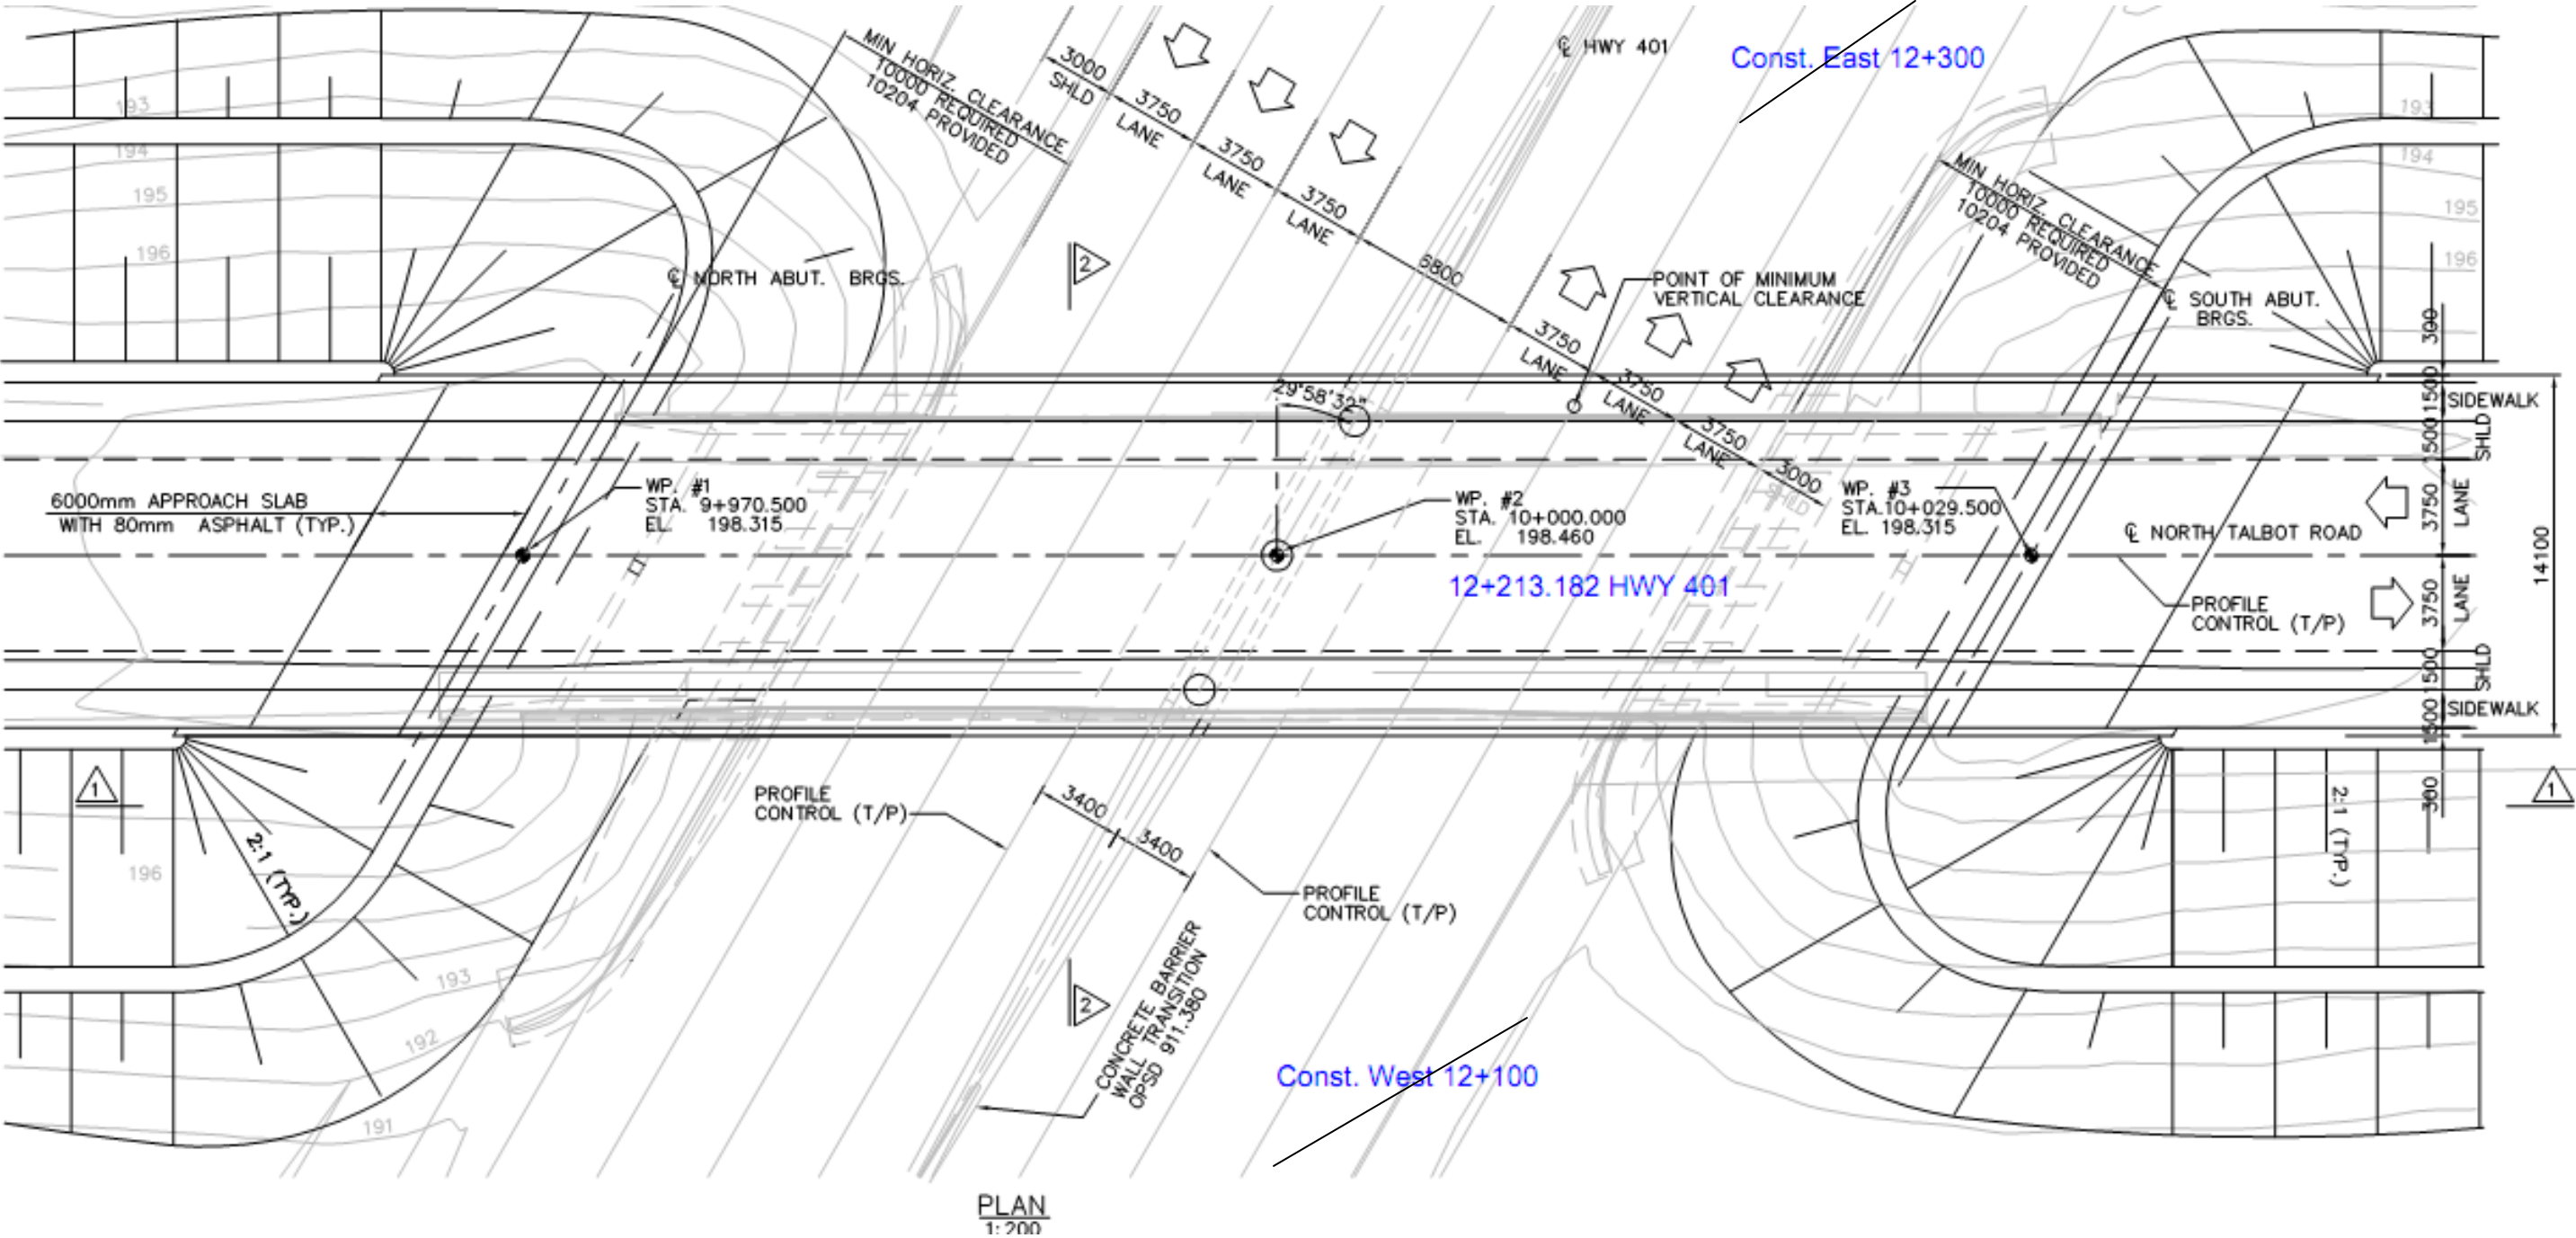 MIN HORIZ. CLEARANCE
10000 REQUIRED
10204 PROVIDED
3000
SHLD
3750
LANE
3750
LANE
3750
LANE
6800
3750
LANE
3750
LANE
3750
LANE
3000
SHLD
℄ HWY 401
Const. East 12+300
193
194
195
196
193
194
195
196
MIN HORIZ. CLEARANCE
10000 REQUIRED
10204 PROVIDED
℄ NORTH ABUT. BRGS.
2
POINT OF MINIMUM
VERTICAL CLEARANCE
℄ SOUTH ABUT.
BRGS.
29°58'32"
300
1500
SIDEWALK
1500
SHLD
3750
LANE
3750
LANE
1500
SHLD
1500
SIDEWALK
300
14100
6000mm APPROACH SLAB
WITH 80mm ASPHALT (TYP.)
WP. #1
STA. 9+970.500
EL. 198.315
WP. #2
STA. 10+000.000
EL. 198.460
WP. #3
STA.10+029.500
EL. 198.315
℄ NORTH TALBOT ROAD
12+213.182 HWY 401
PROFILE
CONTROL (T/P)
1
PROFILE
CONTROL (T/P)
3400
3400
PROFILE
CONTROL (T/P)
1
2:1 (TYP.)
2:1 (TYP.)
196
193
192
191
2
CONCRETE BARRIER
WALL TRANSITION
OPSD 911.380
Const. West 12+100
PLAN
1:200